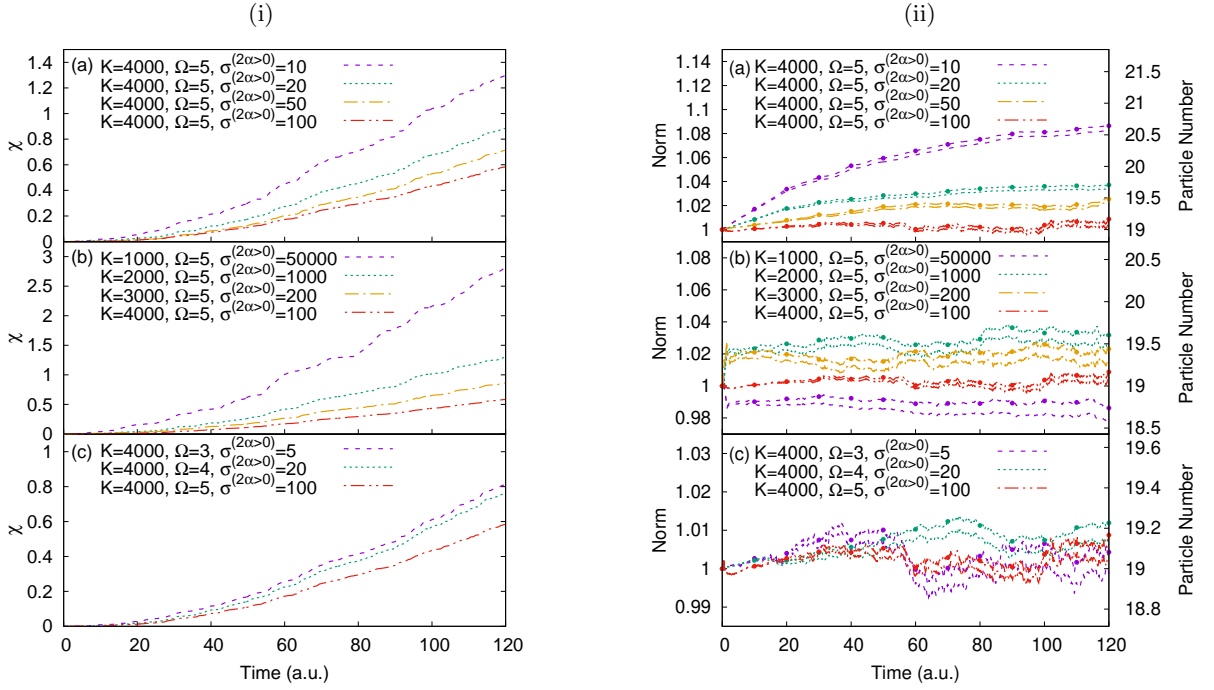 (i)
(a) K=4000, Ω=5, σ^(2α>0)=10
K=4000, Ω=5, σ^(2α>0)=20
K=4000, Ω=5, σ^(2α>0)=50
K=4000, Ω=5, σ^(2α>0)=100
1.4
1.2
1
0.8
0.6
0.4
0.2
0
χ
(b) K=1000, Ω=5, σ^(2α>0)=50000
K=2000, Ω=5, σ^(2α>0)=1000
K=3000, Ω=5, σ^(2α>0)=200
K=4000, Ω=5, σ^(2α>0)=100
3
2.5
2
1.5
1
0.5
0
χ
(c) K=4000, Ω=3, σ^(2α>0)=5
K=4000, Ω=4, σ^(2α>0)=20
K=4000, Ω=5, σ^(2α>0)=100
1
0.8
0.6
0.4
0.2
0
χ
0 20 40 60 80 100 120
Time (a.u.)
(ii)
(a) K=4000, Ω=5, σ^(2α>0)=10
K=4000, Ω=5, σ^(2α>0)=20
K=4000, Ω=5, σ^(2α>0)=50
K=4000, Ω=5, σ^(2α>0)=100
1.14
1.12
1.1
1.08
1.06
1.04
1.02
1
Norm
21.5
21
20.5
20
19.5
19
Particle Number
(b) K=1000, Ω=5, σ^(2α>0)=50000
K=2000, Ω=5, σ^(2α>0)=1000
K=3000, Ω=5, σ^(2α>0)=200
K=4000, Ω=5, σ^(2α>0)=100
1.08
1.06
1.04
1.02
1
0.98
Norm
20.5
20
19.5
19
18.5
Particle Number
(c) K=4000, Ω=3, σ^(2α>0)=5
K=4000, Ω=4, σ^(2α>0)=20
K=4000, Ω=5, σ^(2α>0)=100
1.03
1.02
1.01
1
0.99
Norm
19.6
19.4
19.2
19
18.8
Particle Number
0 20 40 60 80 100 120
Time (a.u.)